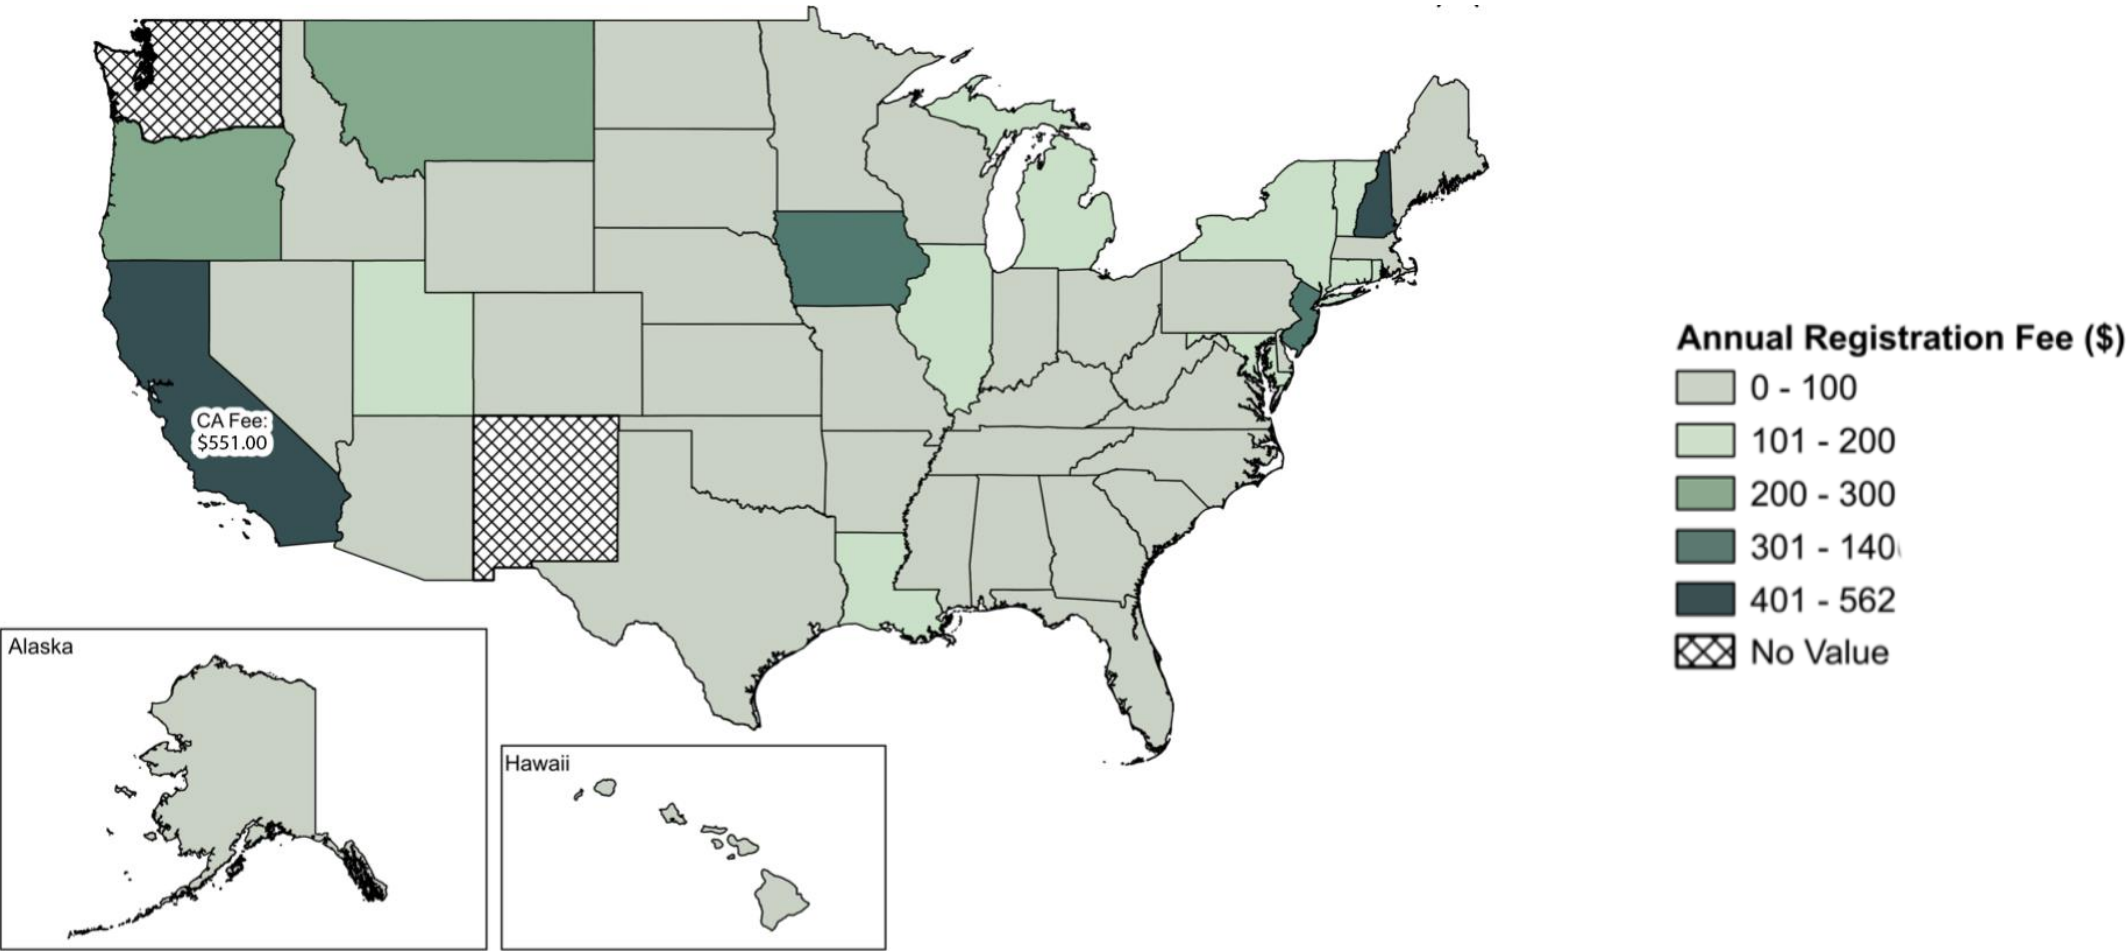 CA Fee:
$551.00
Annual Registration Fee ($)
0 - 100
101 - 200
200 - 300
301 - 140
401 - 562
No Value
Alaska
Hawaii